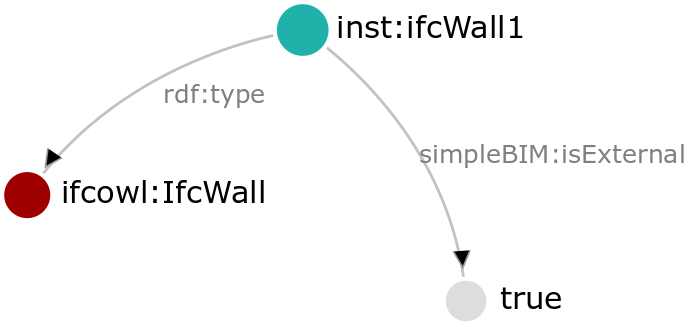 inst:ifcWall1
rdf:type
simpleBIM:isExternal
ifcowl:IfcWall
true